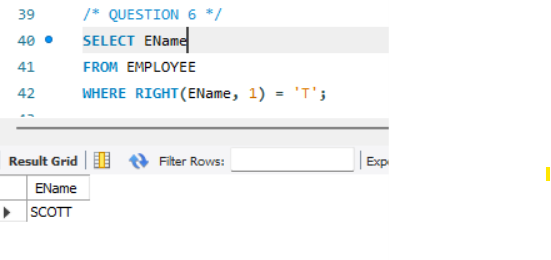 39 /* QUESTION 6 */
40 SELECT EName
41 FROM EMPLOYEE
42 WHERE RIGHT(EName, 1) = 'T';
Result Grid Filter Rows: Expo
EName
SCOTT